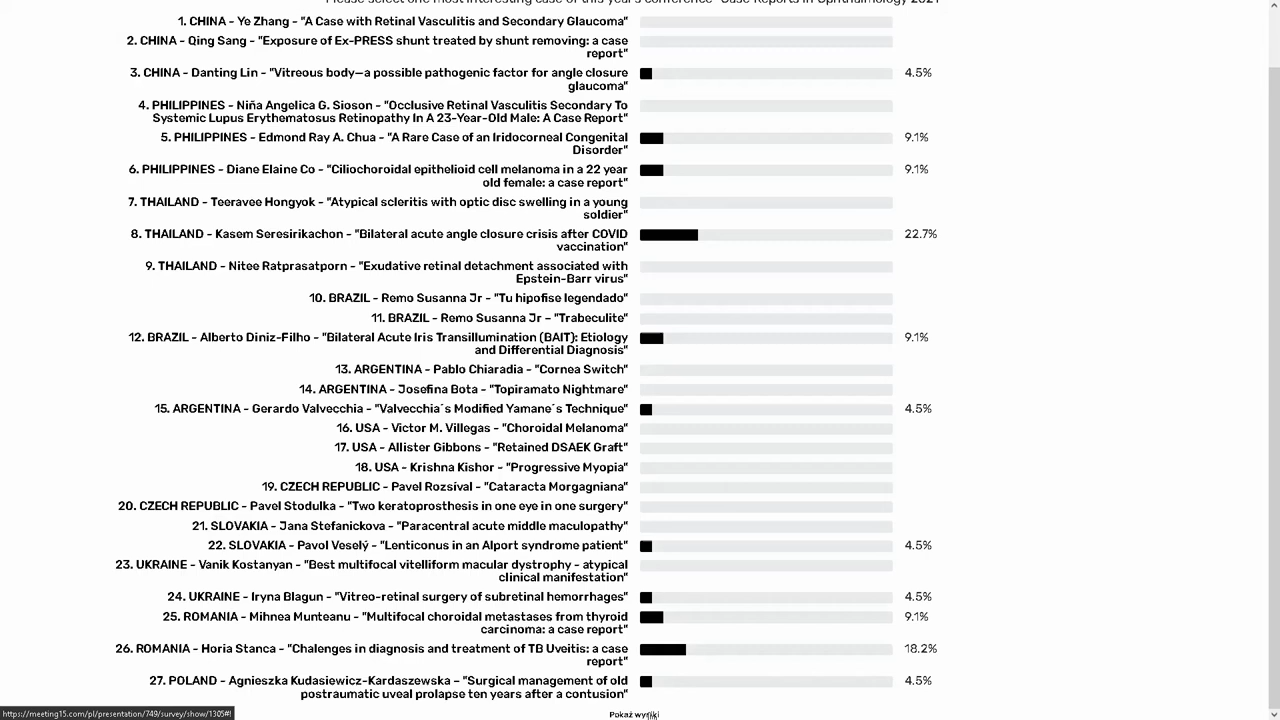 Please select one most interesting case of this year's conference "Case Reports in Ophthalmology 2021"
1. CHINA - Ye Zhang - "A Case with Retinal Vasculitis and Secondary Glaucoma"
2. CHINA - Qing Sang - "Exposure of Ex-PRESS shunt treated by shunt removing: a case
report"
3. CHINA - Danting Lin - "Vitreous body—a possible pathogenic factor for angle closure
glaucoma"
4.5%
4. PHILIPPINES - Niña Angelica G. Sioson - "Occlusive Retinal Vasculitis Secondary To
Systemic Lupus Erythematosus Retinopathy In A 23-Year-Old Male: A Case Report"
5. PHILIPPINES - Edmond Ray A. Chua - "A Rare Case of an Iridocorneal Congenital
Disorder"
9.1%
6. PHILIPPINES - Diane Elaine Co - "Ciliochoroidal epithelioid cell melanoma in a 22 year
old female: a case report"
9.1%
7. THAILAND - Teeravee Hongyok - "Atypical scleritis with optic disc swelling in a young
soldier"
8. THAILAND - Kasem Seresirikachon - "Bilateral acute angle closure crisis after COVID
vaccination"
22.7%
9. THAILAND - Nitee Ratprasatporn - "Exudative retinal detachment associated with
Epstein-Barr virus"
10. BRAZIL - Remo Susanna Jr - "Tu hipofise legendado"
11. BRAZIL - Remo Susanna Jr - "Trabeculite"
12. BRAZIL - Alberto Diniz-Filho - "Bilateral Acute Iris Transillumination (BAIT): Etiology
and Differential Diagnosis"
9.1%
13. ARGENTINA - Pablo Chiaradia - "Cornea Switch"
14. ARGENTINA - Josefina Bota - "Topiramato Nightmare"
15. ARGENTINA - Gerardo Valvecchia - "Valvecchia´s Modified Yamane´s Technique"
4.5%
16. USA - Victor M. Villegas - "Choroidal Melanoma"
17. USA - Allister Gibbons - "Retained DSAEK Graft"
18. USA - Krishna Kishor - "Progressive Myopia"
19. CZECH REPUBLIC - Pavel Rozsíval - "Cataracta Morgagniana"
20. CZECH REPUBLIC - Pavel Stodulka - "Two keratoprosthesis in one eye in one surgery"
21. SLOVAKIA - Jana Stefanickova - "Paracentral acute middle maculopathy"
22. SLOVAKIA - Pavol Veselý - "Lenticonus in an Alport syndrome patient"
4.5%
23. UKRAINE - Vanik Kostanyan - "Best multifocal vitelliform macular dystrophy - atypical
clinical manifestation"
24. UKRAINE - Iryna Blagun - "Vitreo-retinal surgery of subretinal hemorrhages"
4.5%
25. ROMANIA - Mihnea Munteanu - "Multifocal choroidal metastases from thyroid
carcinoma: a case report"
9.1%
26. ROMANIA - Horia Stanca - "Chalenges in diagnosis and treatment of TB Uveitis: a case
report"
18.2%
27. POLAND - Agnieszka Kudasiewicz-Kardaszewska - "Surgical management of old
postraumatic uveal prolapse ten years after a contusion"
4.5%
https://meeting15.com/pl/presentation/749/survey/show/1305#!
Pokaż wyniki